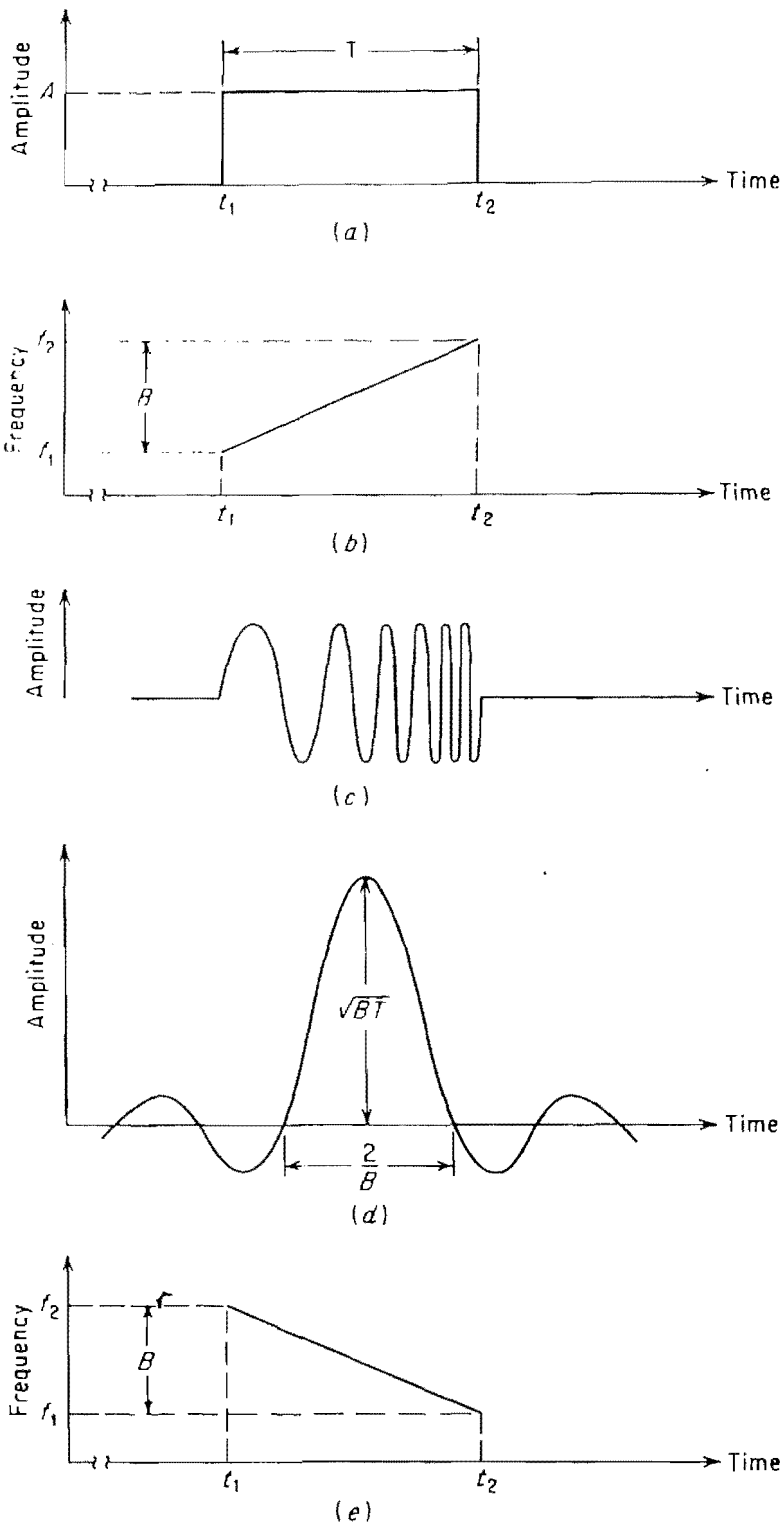 T
A
Amplitude
t₁ t₂ Time
(a)
f₂
B
Frequency
f₁
t₁ t₂ Time
(b)
Amplitude
Time
(c)
Amplitude
√BT
Time
2/B
(d)
f₂
B
Frequency
f₁
t₁ t₂ Time
(e)